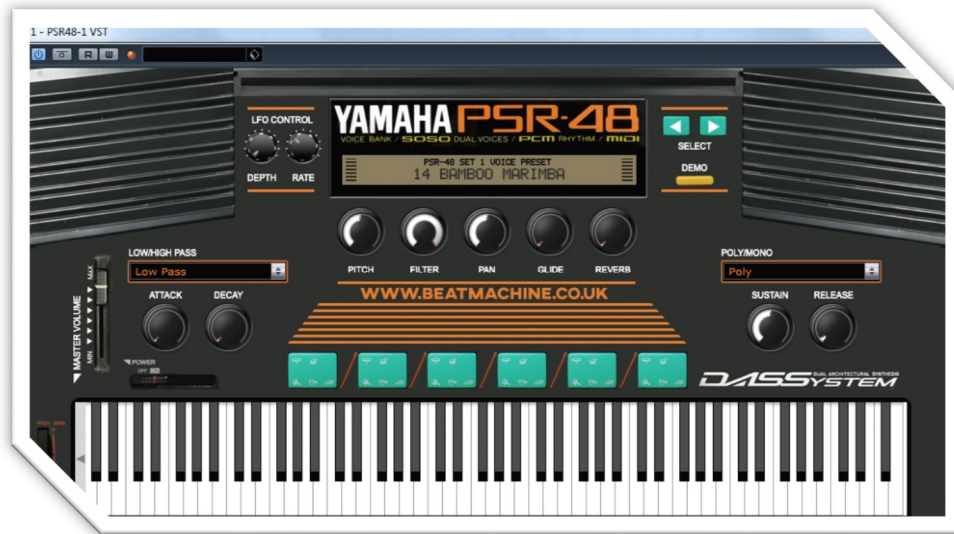 1 - PSR48-1 VST
R W
LFO CONTROL
DEPTH RATE
YAMAHA PSR-48
VOICE BANK / 5050 DUAL VOICES / PCM RHYTHM / MIDI
PSR-48 SET 1 VOICE PRESET
14 BAMBOO MARIMBA
SELECT
DEMO
PITCH FILTER PAN GLIDE REVERB
LOW/HIGH PASS
Low Pass
ATTACK DECAY
MASTER VOLUME
MAX
MIN
POWER
OFF
WWW.BEATMACHINE.CO.UK
POLY/MONO
Poly
SUSTAIN RELEASE
DASSYSTEM
DUAL ARCHITECTURAL SYNTHESIS
PITCH MONO